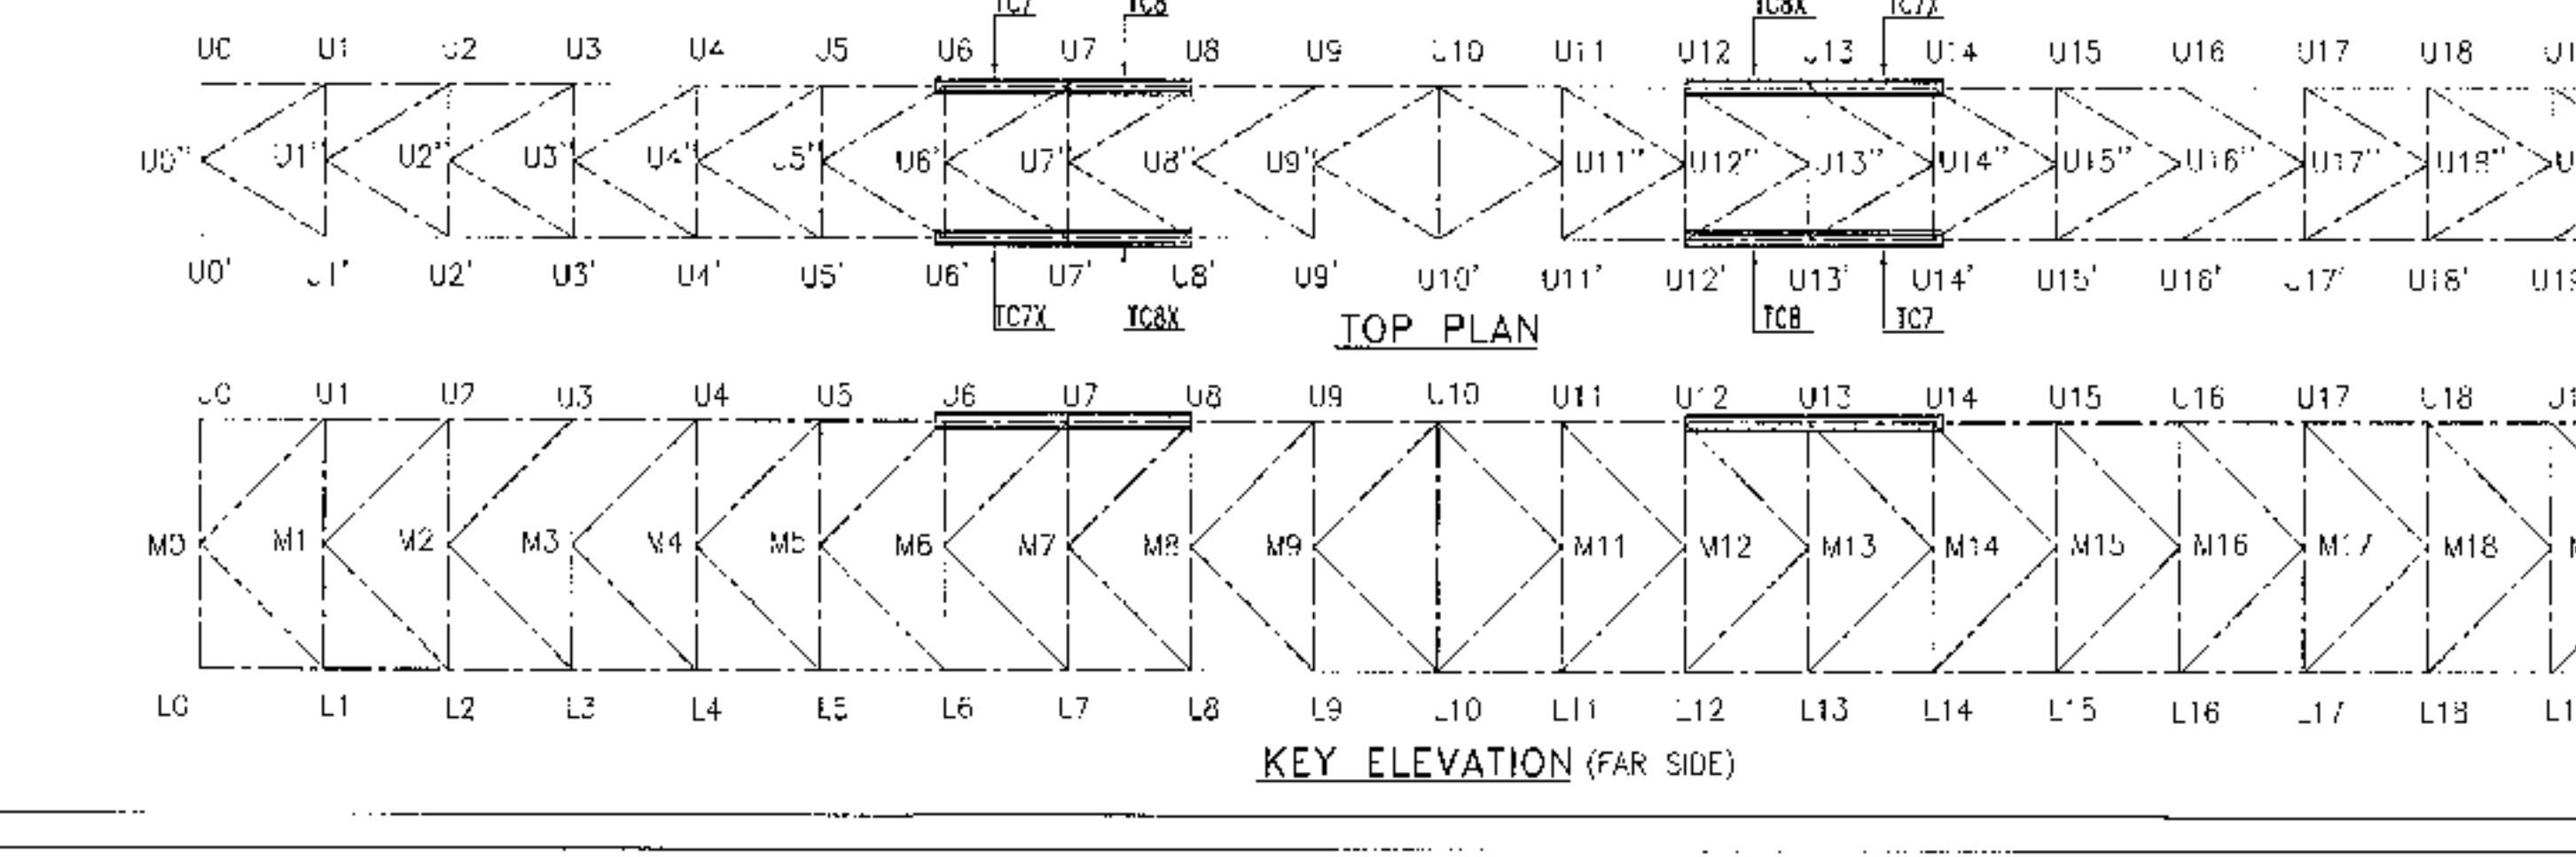 TC7 TC8 TC8X TC7X
U0 U1 U2 U3 U4 U5 U6 U7 U8 U9 U10 U11 U12 U13 U14 U15 U16 U17 U18
U0" U1" U2" U3" U4" U5" U6" U7" U8" U9" U11" U12" U13" U14" U15" U16" U17" U18"
U0' U1' U2' U3' U4' U5' U6' U7' U8' U9' U10' U11' U12' U13' U14' U15' U16' U17' U18'
TC7X TC8X TC8 TC7
TOP PLAN
U0 U1 U2 U3 U4 U5 U6 U7 U8 U9 U10 U11 U12 U13 U14 U15 U16 U17 U18
M0 M1 M2 M3 M4 M5 M6 M7 M8 M9 M11 M12 M13 M14 M15 M16 M17 M18
L0 L1 L2 L3 L4 L5 L6 L7 L8 L9 L10 L11 L12 L13 L14 L15 L16 L17 L18
KEY ELEVATION (FAR SIDE)